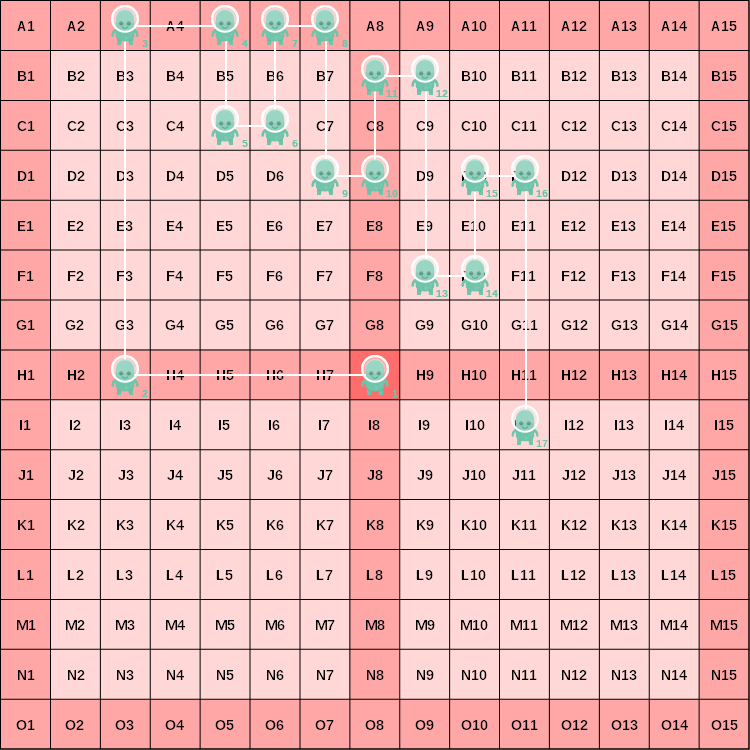 A1 A2 3 A4 4 7 8 A8 A9 A10 A11 A12 A13 A14 A15
B1 B2 B3 B4 B5 B6 B7 11 12 B10 B11 B12 B13 B14 B15
C1 C2 C3 C4 5 6 C7 C8 C9 C10 C11 C12 C13 C14 C15
D1 D2 D3 D4 D5 D6 9 10 D9 15 16 D12 D13 D14 D15
E1 E2 E3 E4 E5 E6 E7 E8 E9 E10 E11 E12 E13 E14 E15
F1 F2 F3 F4 F5 F6 F7 F8 13 14 F11 F12 F13 F14 F15
G1 G2 G3 G4 G5 G6 G7 G8 G9 G10 G11 G12 G13 G14 G15
H1 H2 2 H4 H5 H6 H7 1 H9 H10 H11 H12 H13 H14 H15
I1 I2 I3 I4 I5 I6 I7 I8 I9 I10 17 I12 I13 I14 I15
J1 J2 J3 J4 J5 J6 J7 J8 J9 J10 J11 J12 J13 J14 J15
K1 K2 K3 K4 K5 K6 K7 K8 K9 K10 K11 K12 K13 K14 K15
L1 L2 L3 L4 L5 L6 L7 L8 L9 L10 L11 L12 L13 L14 L15
M1 M2 M3 M4 M5 M6 M7 M8 M9 M10 M11 M12 M13 M14 M15
N1 N2 N3 N4 N5 N6 N7 N8 N9 N10 N11 N12 N13 N14 N15
O1 O2 O3 O4 O5 O6 O7 O8 O9 O10 O11 O12 O13 O14 O15